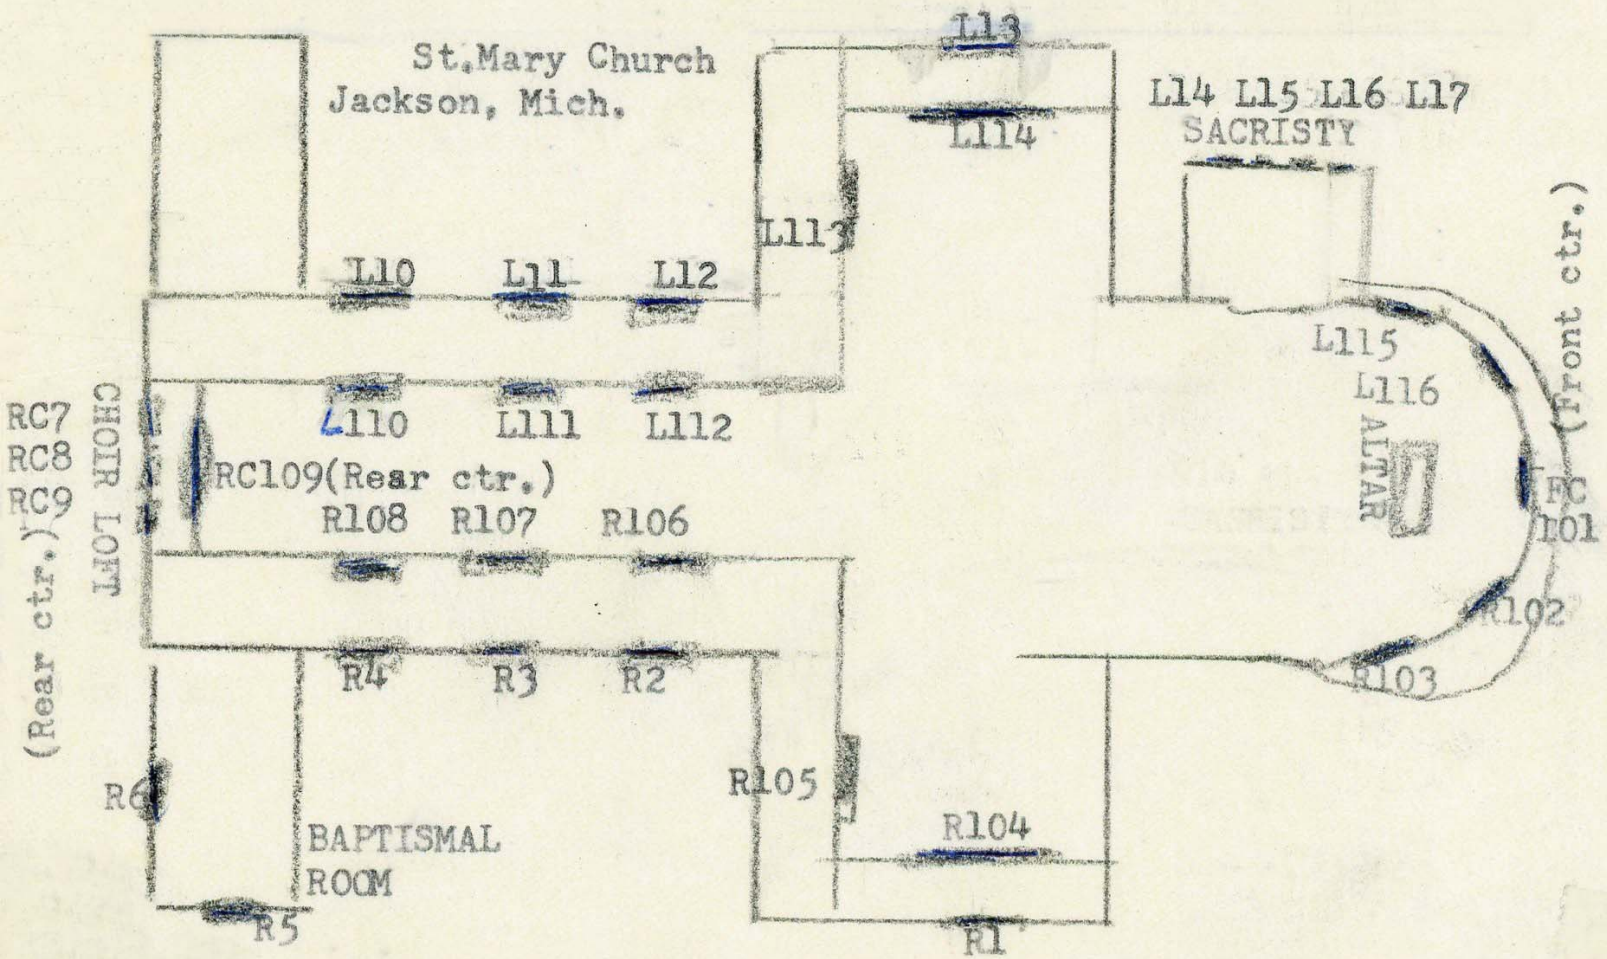 L13
St.Mary Church
Jackson, Mich.
L14 L15 L16 L17
SACRISTY
L114
L113
L10 L11 L12
(Front ctr.)
L115
L116
ALTAR
L110 L111 L112
RC7
RC8
RC9
(Rear ctr.)
CHOIR LOFT
RC109(Rear ctr.)
R108 R107 R106
FC
101
R102
R103
R4 R3 R2
R6
R105
R104
BAPTISMAL
ROOM
R5
R1